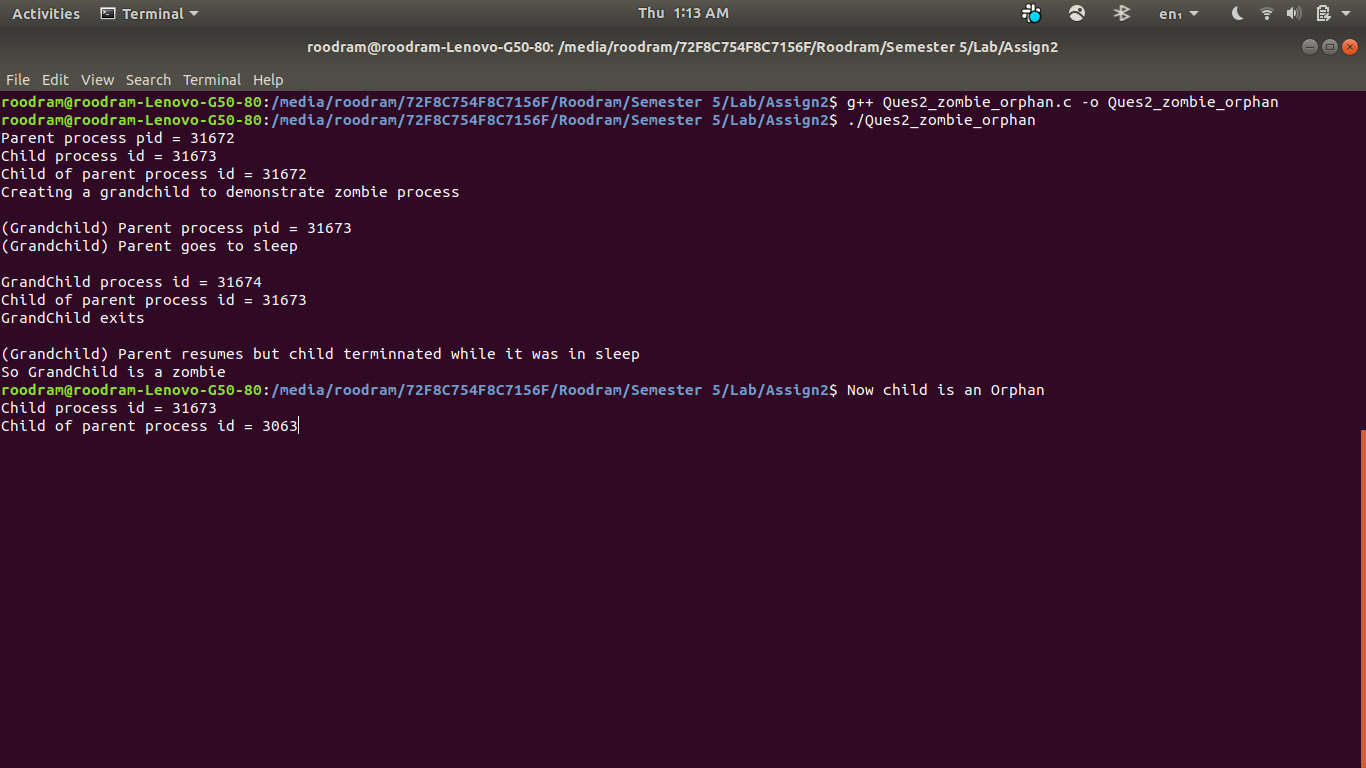 Activities Terminal Thu 1:13 AM en₁
roodram@roodram-Lenovo-G50-80: /media/roodram/72F8C754F8C7156F/Roodram/Semester 5/Lab/Assign2
File Edit View Search Terminal Help
roodram@roodram-Lenovo-G50-80:/media/roodram/72F8C754F8C7156F/Roodram/Semester 5/Lab/Assign2$ g++ Ques2_zombie_orphan.c -o Ques2_zombie_orphan
roodram@roodram-Lenovo-G50-80:/media/roodram/72F8C754F8C7156F/Roodram/Semester 5/Lab/Assign2$ ./Ques2_zombie_orphan
Parent process pid = 31672
Child process id = 31673
Child of parent process id = 31672
Creating a grandchild to demonstrate zombie process
(Grandchild) Parent process pid = 31673
(Grandchild) Parent goes to sleep
GrandChild process id = 31674
Child of parent process id = 31673
GrandChild exits
(Grandchild) Parent resumes but child terminnated while it was in sleep
So GrandChild is a zombie
roodram@roodram-Lenovo-G50-80:/media/roodram/72F8C754F8C7156F/Roodram/Semester 5/Lab/Assign2$ Now child is an Orphan
Child process id = 31673
Child of parent process id = 3063